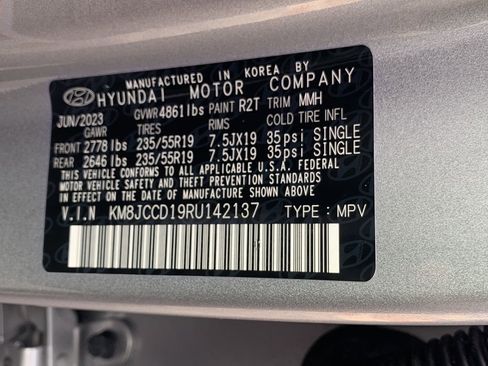 MANUFACTURED IN KOREA BY
HYUNDAI MOTOR COMPANY
JUN/2023 GVWR 4861 lbs PAINT R2T TRIM MMH
GAWR TIRES RIMS COLD TIRE INFL
FRONT 2778 lbs 235/55R19 7.5JX19 35psi SINGLE
REAR 2646 lbs 235/55R19 7.5JX19 35psi SINGLE
THIS VEHICLE CONFORMS TO ALL APPLICABLE U.S.A. FEDERAL
MOTOR VEHICLE SAFETY AND THEFT PREVENTION STANDARDS
IN EFFECT ON THE DATE OF MANUFACTURE SHOWN ABOVE.
V.I.N KM8JCCD19RU142137 TYPE : MPV